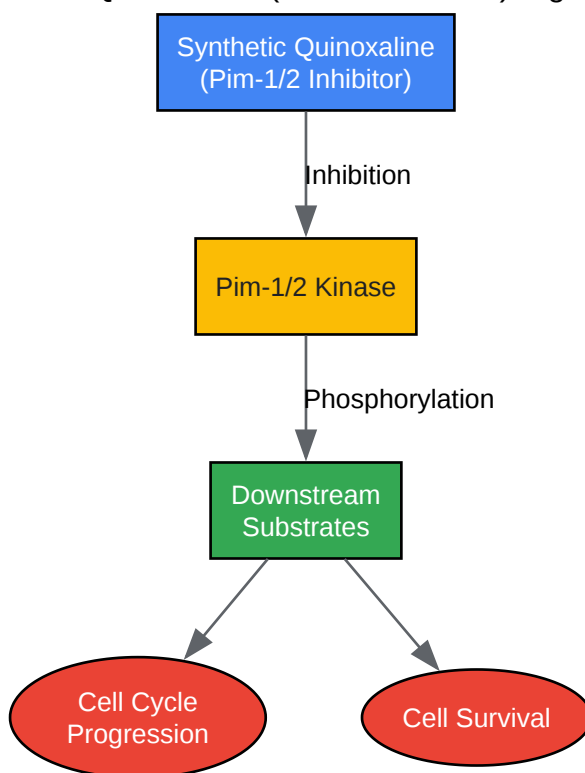 Synthetic Quinoxaline
(Pim-1/2 Inhibitor)
Inhibition
Pim-1/2 Kinase
Phosphorylation
Downstream
Substrates
Cell Cycle
Progression
Cell Survival